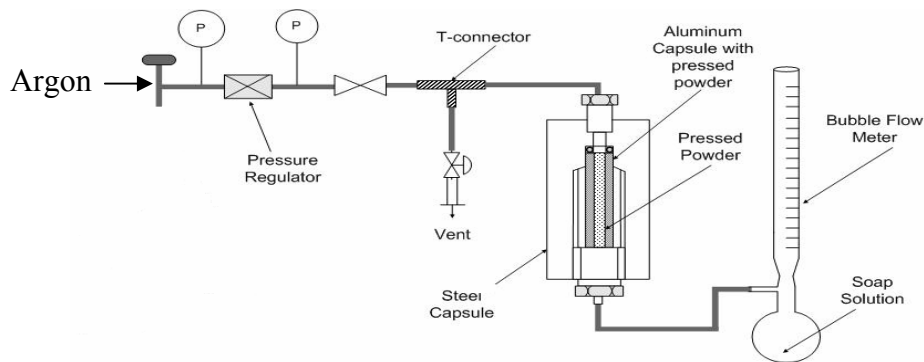 P
P
T-connector
Aluminum
Capsule with
pressed
powder
Argon
Pressed
Powder
Bubble Flow
Meter
Pressure
Regulator
Vent
Steel
Capsule
Soap
Solution